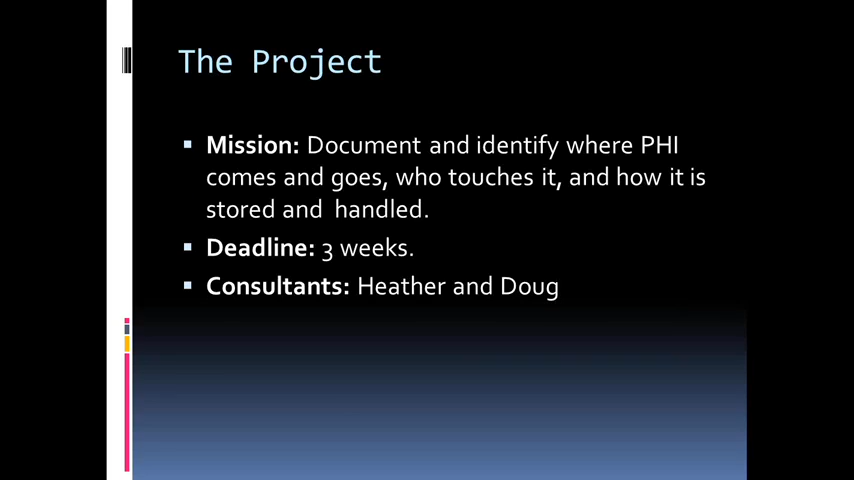 The Project
▪ Mission: Document and identify where PHI
comes and goes, who touches it, and how it is
stored and handled.
▪ Deadline: 3 weeks.
▪ Consultants: Heather and Doug